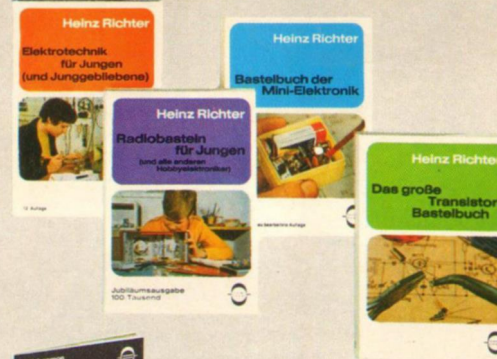 Heinz Richter
Elektrotechnik
für Jungen
(und Junggebliebene)
Heinz Richter
Bastelbuch der
Mini-Elektronik
Heinz Richter
Radiobasteln
für Jungen
(und alle anderen
Hobbyelektroniker)
Jubiläumsausgabe
100. Tausend
Heinz Richter
Das große
Transistor
Bastelbuch